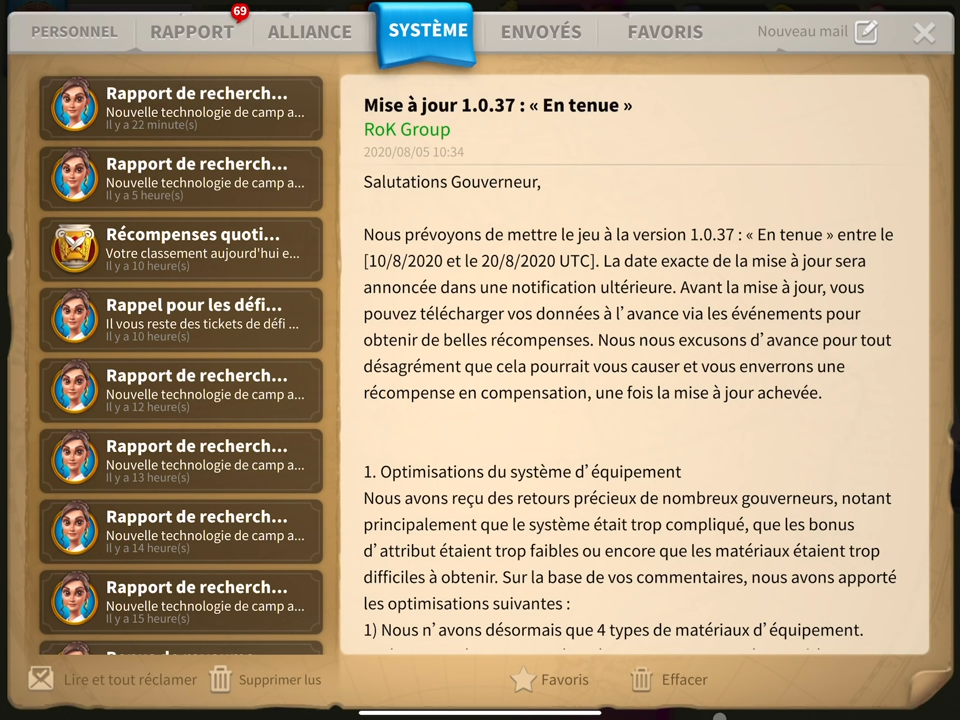 PERSONNEL
RAPPORT
69
ALLIANCE
SYSTÈME
ENVOYÉS
FAVORIS
Nouveau mail
Rapport de recherch...
Nouvelle technologie de camp a...
Il y a 22 minute(s)
Rapport de recherch...
Nouvelle technologie de camp a...
Il y a 5 heure(s)
Récompenses quoti...
Votre classement aujourd'hui e...
Il y a 10 heure(s)
Rappel pour les défi...
Il vous reste des tickets de défi ...
Il y a 10 heure(s)
Rapport de recherch...
Nouvelle technologie de camp a...
Il y a 12 heure(s)
Rapport de recherch...
Nouvelle technologie de camp a...
Il y a 13 heure(s)
Rapport de recherch...
Nouvelle technologie de camp a...
Il y a 14 heure(s)
Rapport de recherch...
Nouvelle technologie de camp a...
Il y a 15 heure(s)
Mise à jour 1.0.37 : « En tenue »
RoK Group
2020/08/05 10:34
Salutations Gouverneur,
Nous prévoyons de mettre le jeu à la version 1.0.37 : « En tenue » entre le
[10/8/2020 et le 20/8/2020 UTC]. La date exacte de la mise à jour sera
annoncée dans une notification ultérieure. Avant la mise à jour, vous
pouvez télécharger vos données à l'avance via les événements pour
obtenir de belles récompenses. Nous nous excusons d'avance pour tout
désagrément que cela pourrait vous causer et vous enverrons une
récompense en compensation, une fois la mise à jour achevée.
1. Optimisations du système d'équipement
Nous avons reçu des retours précieux de nombreux gouverneurs, notant
principalement que le système était trop compliqué, que les bonus
d'attribut étaient trop faibles ou encore que les matériaux étaient trop
difficiles à obtenir. Sur la base de vos commentaires, nous avons apporté
les optimisations suivantes :
1) Nous n'avons désormais que 4 types de matériaux d'équipement.
Lire et tout réclamer
Supprimer lus
Favoris
Effacer